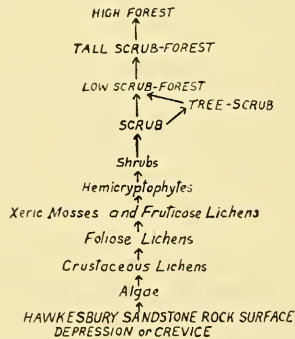 HIGH FOREST
TALL SCRUB-FOREST
LOW SCRUB-FOREST
TREE-SCRUB
SCRUB
Shrubs
Hemicryptophytes
Xeric Mosses and Fruticose Lichens
Foliose Lichens
Crustaceous Lichens
Algae
HAWKESBURY SANDSTONE ROCK SURFACE
DEPRESSION or CREVICE